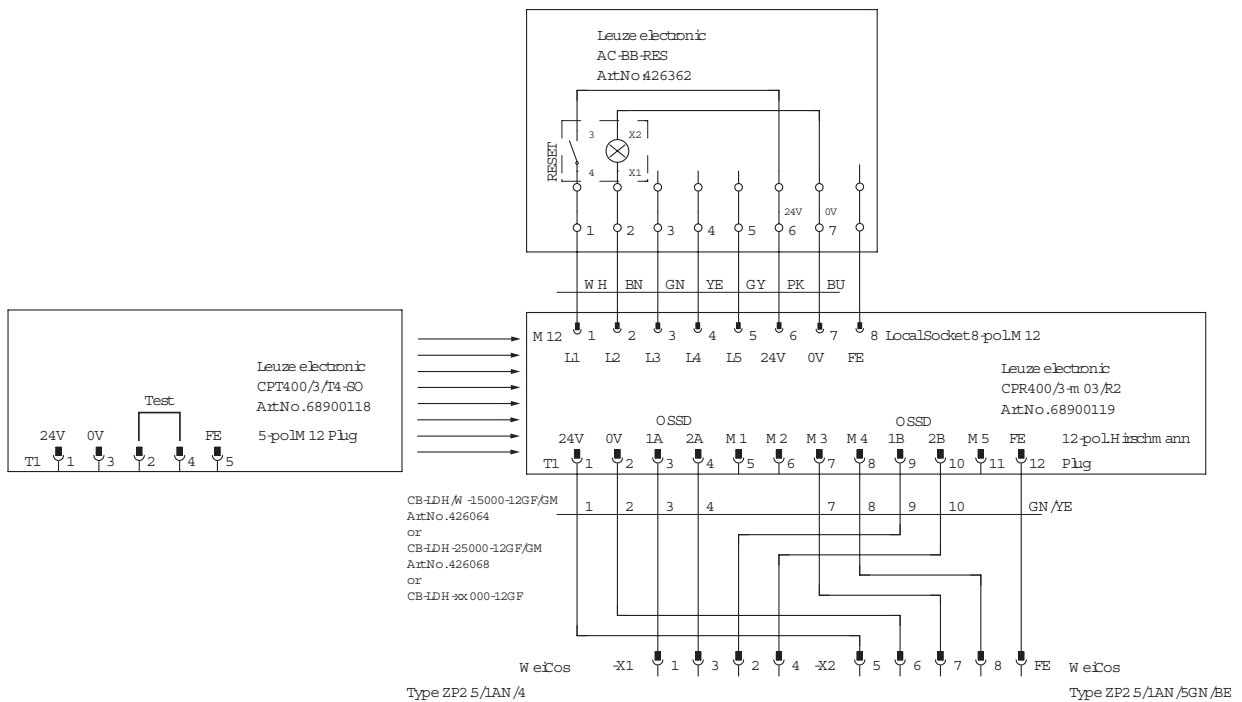 Leuze electronic
AC-BB-RES
Art.No.:426362
RESET
3 X2
4 X1
24V 0V
1 2 3 4 5 6 7
WH BN GN YE GY PK BU
M12 1 2 3 4 5 6 7 8 Local Socket 8-pol. M12
L1 L2 L3 L4 L5 24V 0V FE
Leuze electronic
CPT400/3/T4-SO
Art.No. 68900118
Test
24V 0V FE 5-pol. M12 Plug
T1 1 3 2 4 5
Leuze electronic
CPR400/3-m03/R2
Art.No. 68900119
OSSD OSSD
24V 0V 1A 2A M1 M2 M3 M4 1B 2B M5 FE 12-pol. Hirschmann
T1 1 2 3 4 5 6 7 8 9 10 11 12 Plug
CB-LDH/W-15000-12GF/GM
Art.No. 426064
or
CB-LDH-25000-12GF/GM
Art.No. 426068
or
CB-LDH-xx000-12GF
1 2 3 4 7 8 9 10 GN/YE
WeiCos -X1 1 3 2 4 -X2 5 6 7 8 FE WeiCos
Type ZP2.5/1AN/4
Type ZP2.5/1AN/5GN/BE